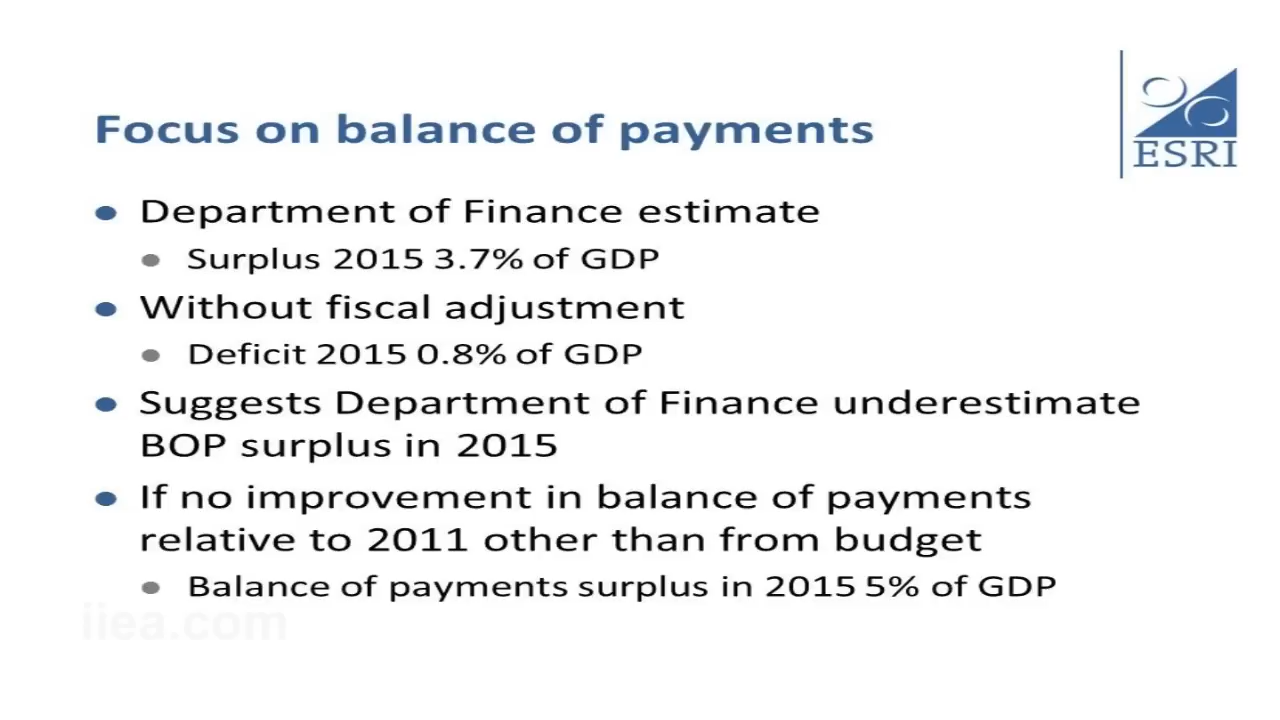 Focus on balance of payments
ESRI
Department of Finance estimate
Surplus 2015 3.7% of GDP
Without fiscal adjustment
Deficit 2015 0.8% of GDP
Suggests Department of Finance underestimate
BOP surplus in 2015
If no improvement in balance of payments
relative to 2011 other than from budget
Balance of payments surplus in 2015 5% of GDP
iiea.com